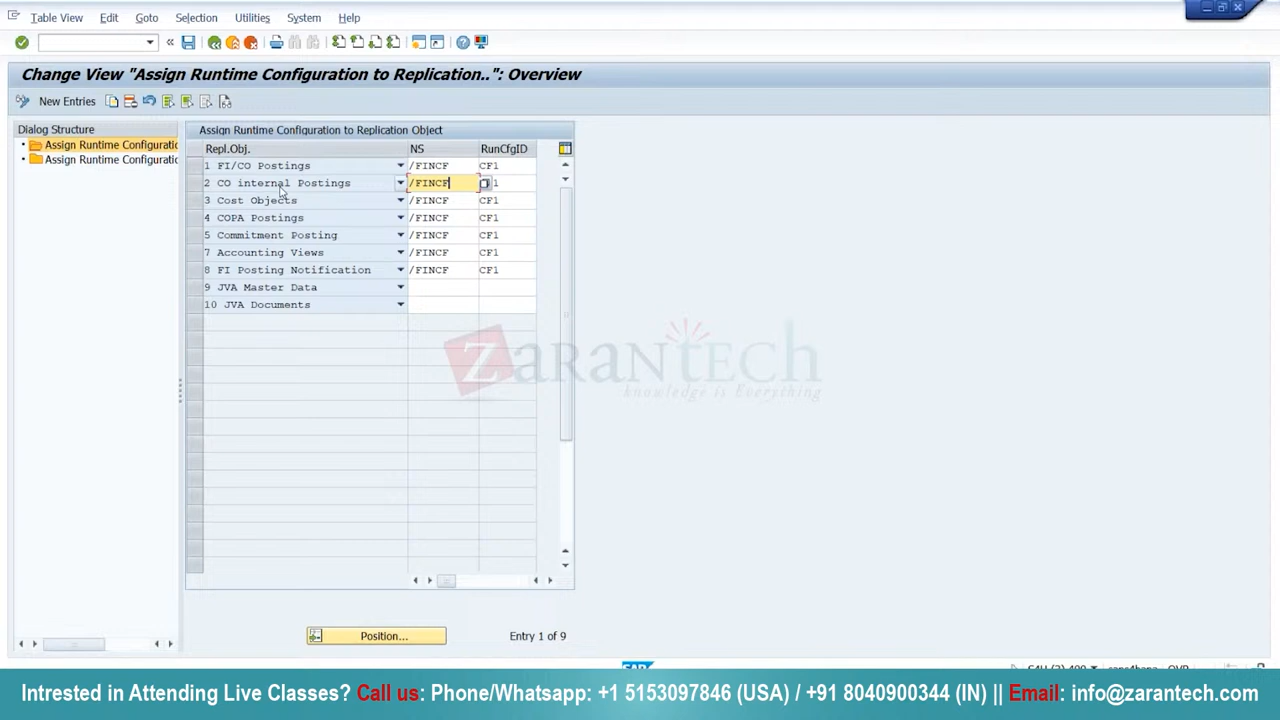 Table View Edit Goto Selection Utilities System Help
Change View "Assign Runtime Configuration to Replication..": Overview
New Entries
Dialog Structure
Assign Runtime Configuratic
Assign Runtime Configuratic
Assign Runtime Configuration to Replication Object
Repl.Obj. NS RunCfgID
1 FI/CO Postings /FINCF CF1
2 CO internal Postings /FINCF 1
3 Cost Objects /FINCF CF1
4 COPA Postings /FINCF CF1
5 Commitment Posting /FINCF CF1
7 Accounting Views /FINCF CF1
8 FI Posting Notification /FINCF CF1
9 JVA Master Data
10 JVA Documents
ZaranTech
knowledge is Everything
Position... Entry 1 of 9
SAP
Intrested in Attending Live Classes? Call us: Phone/Whatsapp: +1 5153097846 (USA) / +91 8040900344 (IN) || Error: Email: info@zarantech.com